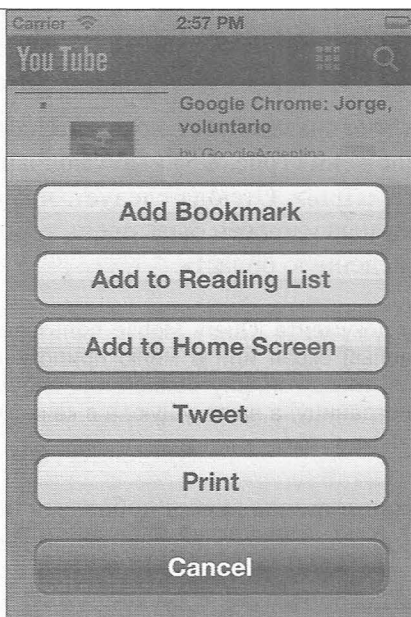 Carrier 2:57 PM
You Tube
Google Chrome: Jorge,
voluntario
by GoogleArgentina
Add Bookmark
Add to Reading List
Add to Home Screen
Tweet
Print
Cancel